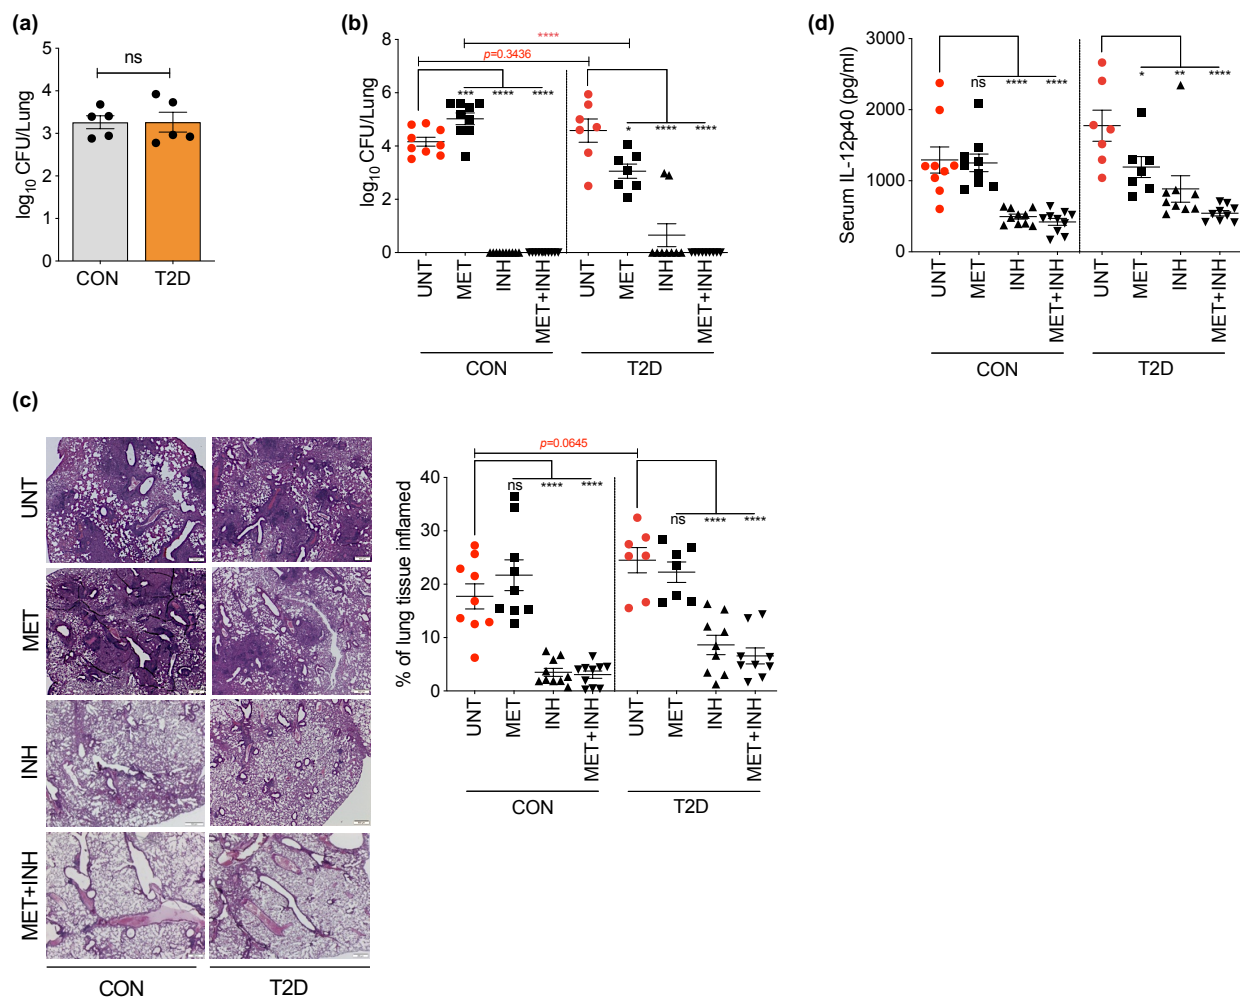 (a)
ns
5
4
3
2
1
0
log10 CFU/Lung
CON
T2D
(b)
****
p=0.3436
*** **** ****
* **** ****
6
4
2
0
log10 CFU/Lung
UNT
MET
INH
MET+INH
UNT
MET
INH
MET+INH
CON
T2D
(d)
3000
2000
1000
0
Serum IL-12p40 (pg/ml)
ns **** ****
* ** ****
UNT
MET
INH
MET+INH
UNT
MET
INH
MET+INH
CON
T2D
(c)
UNT
MET
INH
MET+INH
CON
T2D
p=0.0645
ns **** ****
ns **** ****
40
30
20
10
0
% of lung tissue inflamed
UNT
MET
INH
MET+INH
UNT
MET
INH
MET+INH
CON
T2D